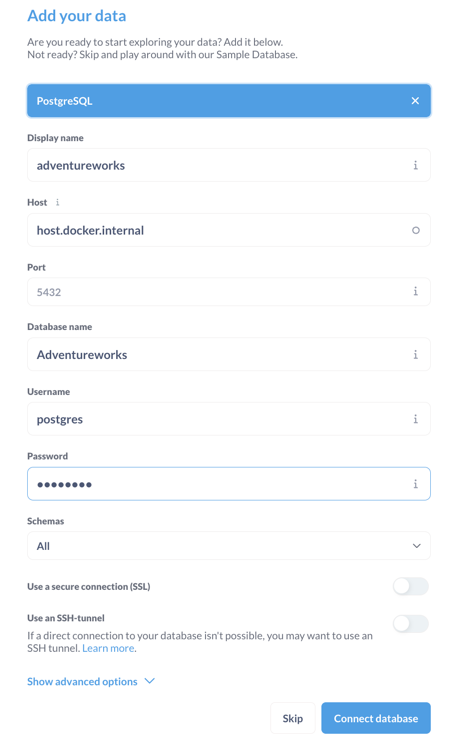 Add your data
Are you ready to start exploring your data? Add it below.
Not ready? Skip and play around with our Sample Database.
PostgreSQL
Display name
adventureworks
Host
host.docker.internal
Port
5432
Database name
Adventureworks
Username
postgres
Password
••••••••
Schemas
All
Use a secure connection (SSL)
Use an SSH-tunnel
If a direct connection to your database isn't possible, you may want to use an
SSH tunnel. Learn more.
Show advanced options
Skip
Connect database